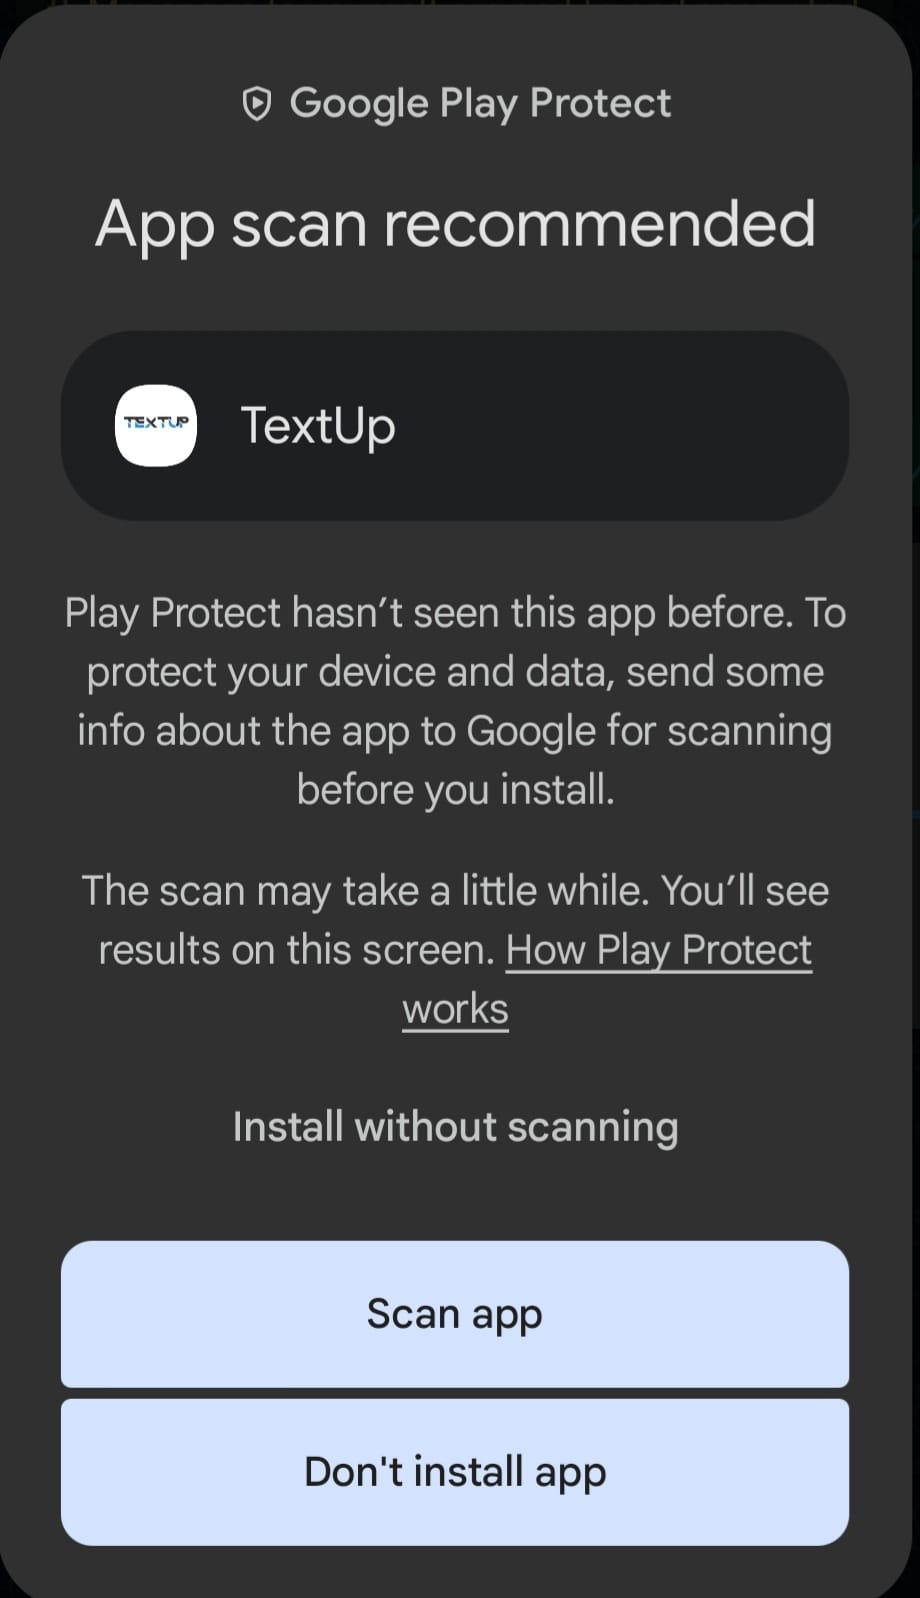 Google Play Protect
App scan recommended
TEXTUP
TextUp
Play Protect hasn’t seen this app before. To
protect your device and data, send some
info about the app to Google for scanning
before you install.
The scan may take a little while. You’ll see
results on this screen. How Play Protect
works
Install without scanning
Scan app
Don't install app